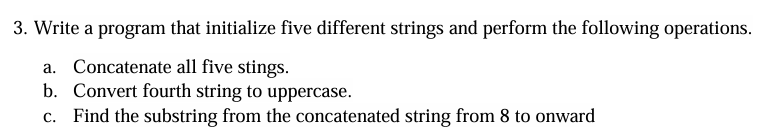 3. Write a program that initialize five different strings and perform the following operations.
a. Concatenate all five stings.
b. Convert fourth string to uppercase.
c. Find the substring from the concatenated string from 8 to onward